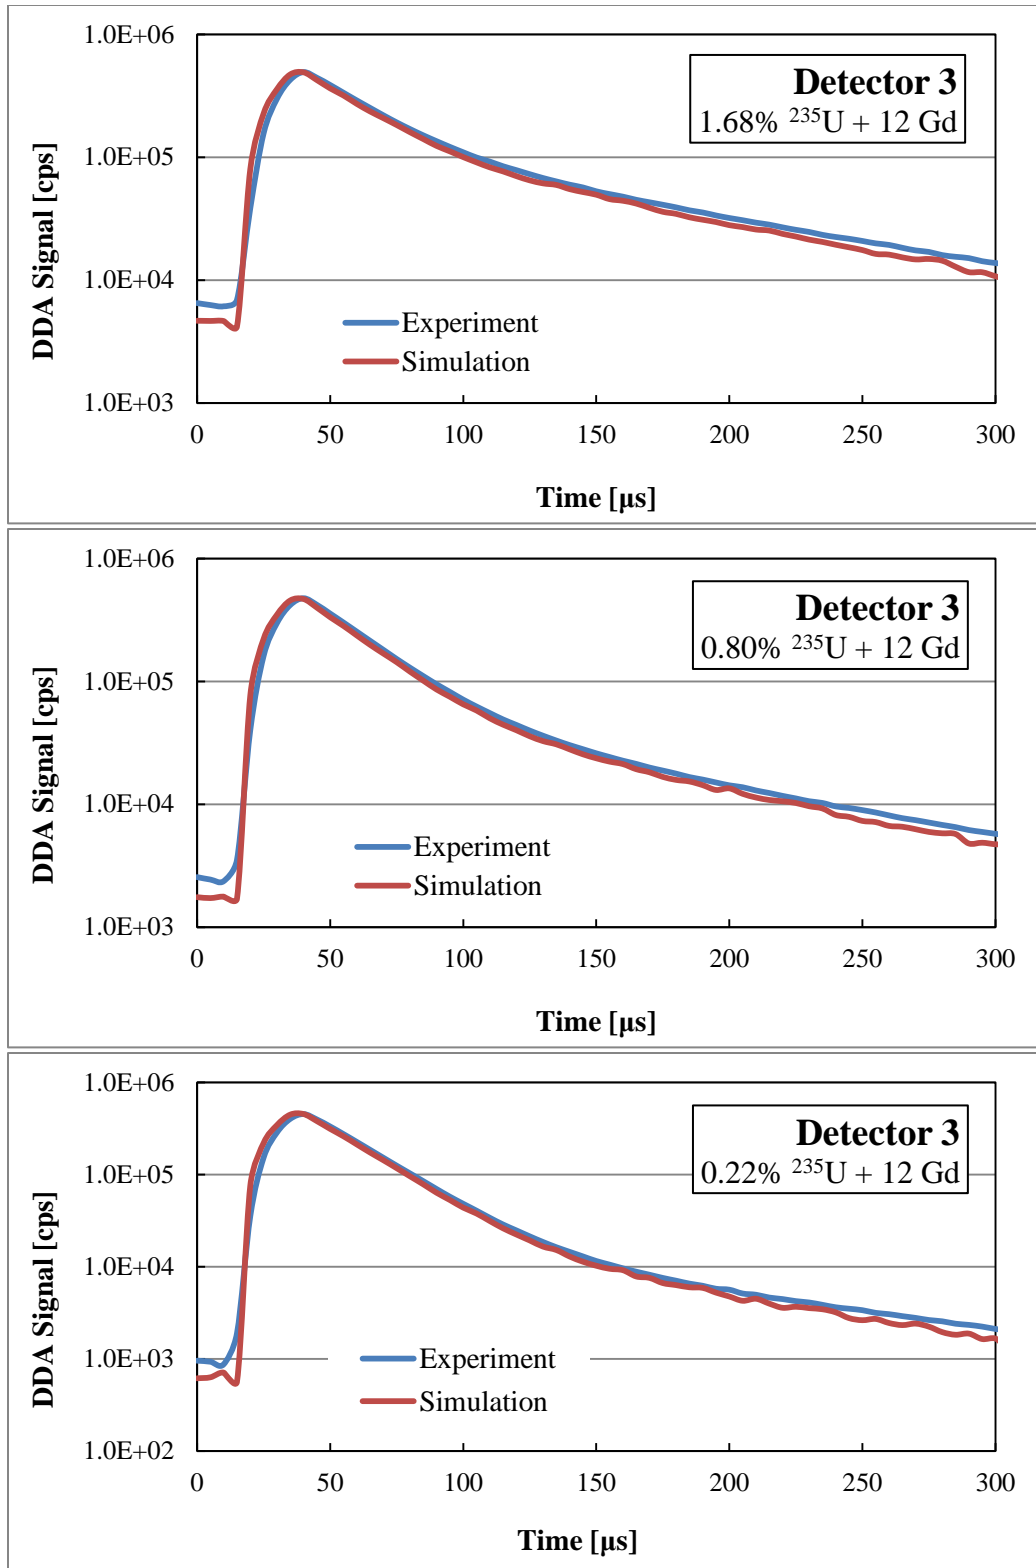 1.0E+06
Detector 3
1.68% ²³⁵U + 12 Gd
1.0E+05
DDA Signal [cps]
1.0E+04
Experiment
Simulation
1.0E+03
0 50 100 150 200 250 300
Time [µs]
1.0E+06
Detector 3
0.80% ²³⁵U + 12 Gd
1.0E+05
DDA Signal [cps]
1.0E+04
Experiment
Simulation
1.0E+03
0 50 100 150 200 250 300
Time [µs]
1.0E+06
Detector 3
0.22% ²³⁵U + 12 Gd
1.0E+05
DDA Signal [cps]
1.0E+04
1.0E+03
Experiment
Simulation
1.0E+02
0 50 100 150 200 250 300
Time [µs]